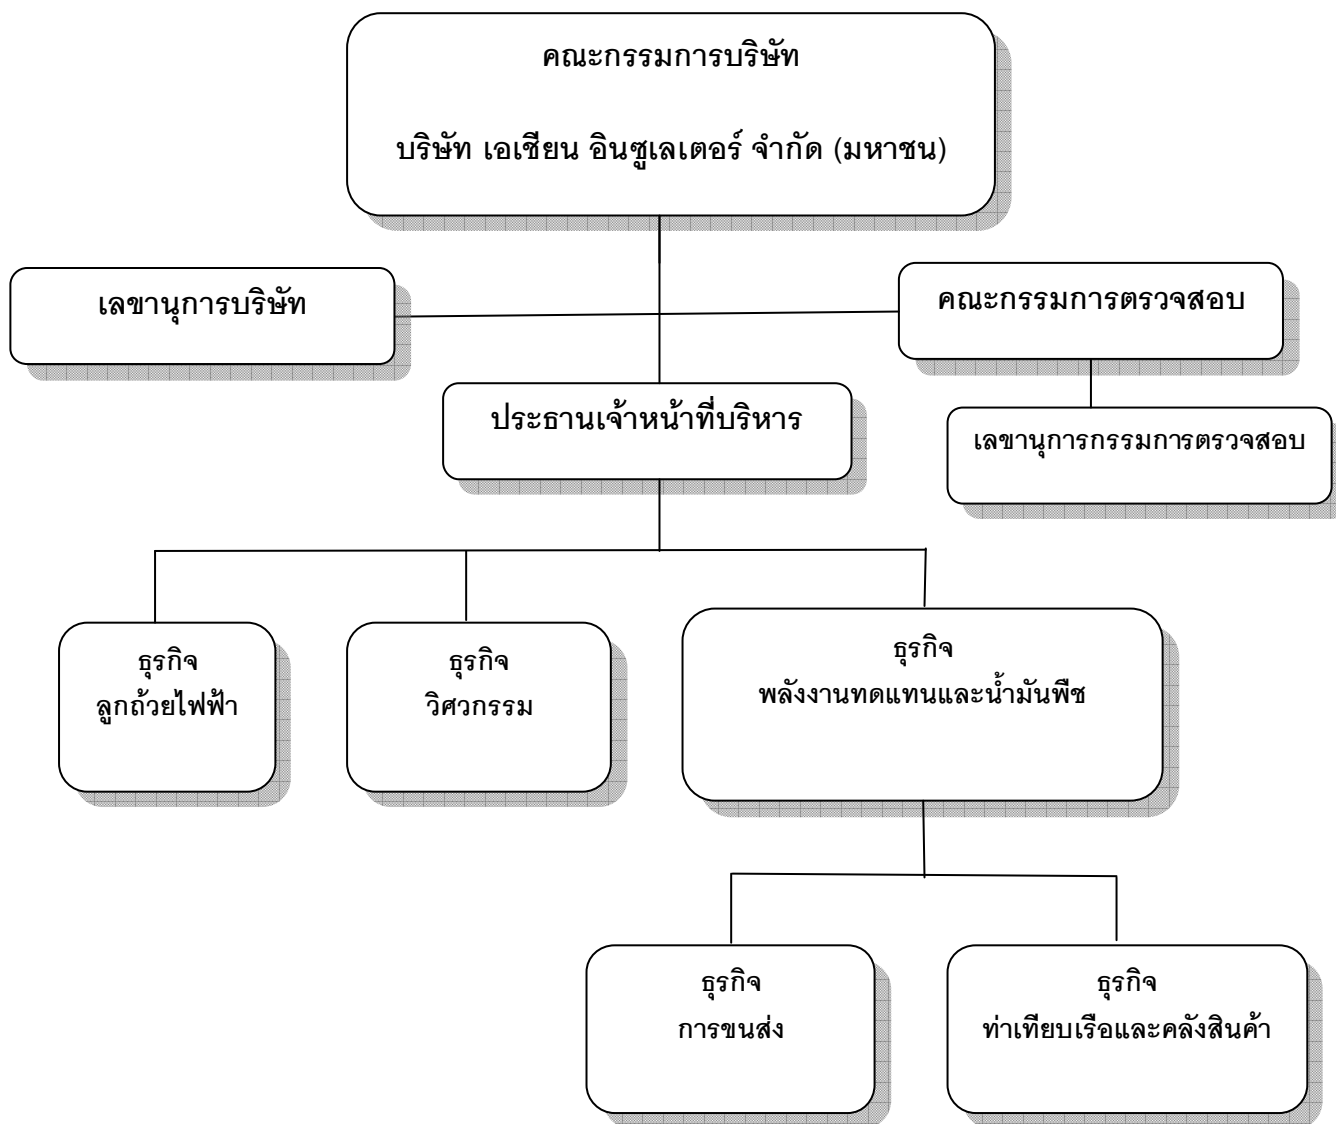 คณะกรรมการบริษัท
บริษัท เอเชียน อินซูเลเตอร์ จำกัด (มหาชน)
เลขานุการบริษัท
คณะกรรมการตรวจสอบ
ประธานเจ้าหน้าที่บริหาร
เลขานุการกรรมการตรวจสอบ
ธุรกิจ
ลูกถ้วยไฟฟ้า
ธุรกิจ
วิศวกรรม
ธุรกิจ
พลังงานทดแทนและน้ำมันพืช
ธุรกิจ
การขนส่ง
ธุรกิจ
ท่าเทียบเรือและคลังสินค้า